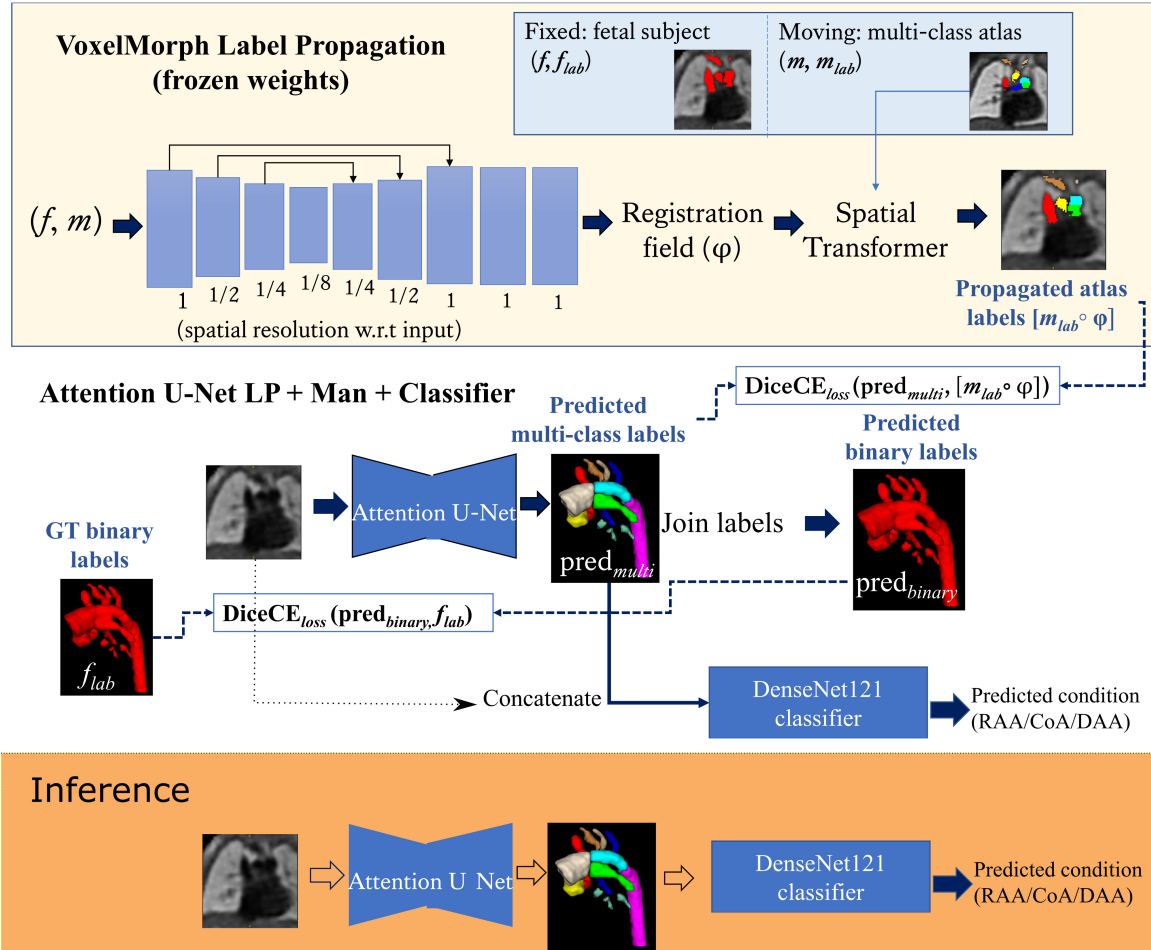 VoxelMorph Label Propagation
(frozen weights)
Fixed: fetal subject
(f, f_lab)
Moving: multi-class atlas
(m, m_lab)
(f, m)
1
1/2
1/4
1/8
1/4
1/2
1
1
1
(spatial resolution w.r.t input)
Registration
field (φ)
Spatial
Transformer
Propagated atlas
labels [m_lab∘ φ]
Attention U-Net LP + Man + Classifier
DiceCE_loss (pred_multi, [m_lab∘ φ])
Predicted
multi-class labels
Predicted
binary labels
Attention U-Net
pred_multi
Join labels
pred_binary
GT binary
labels
f_lab
DiceCE_loss (pred_binary, f_lab)
Concatenate
DenseNet121
classifier
Predicted condition
(RAA/CoA/DAA)
Inference
Attention U Net
DenseNet121
classifier
Predicted condition
(RAA/CoA/DAA)